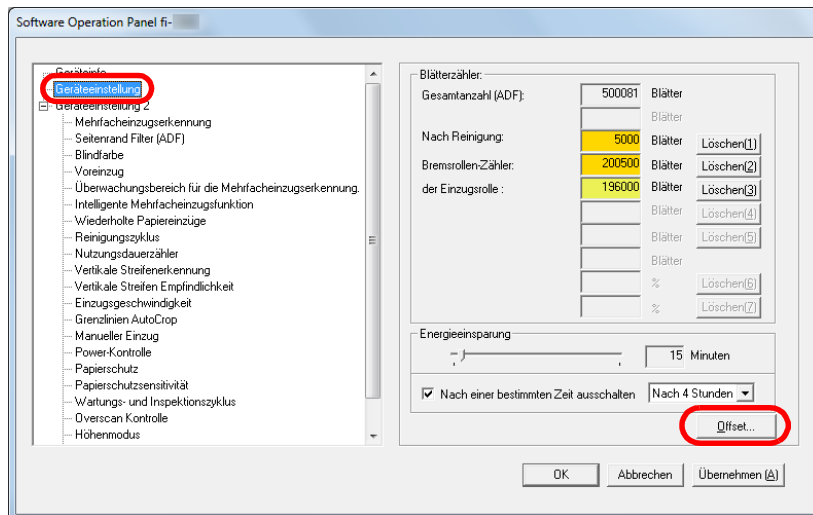 Software Operation Panel fi-
Geräteinfo
Geräteeinstellung
Geräteeinstellung 2
Mehrfacheinzugserkennung
Seitenrand Filter (ADF)
Blindfarbe
Voreinzug
Überwachungsbereich für die Mehrfacheinzugserkennung.
Intelligente Mehrfacheinzugsfunktion
Wiederholte Papiereinzüge
Reinigungszyklus
Nutzungsdauerzähler
Vertikale Streifenerkennung
Vertikale Streifen Empfindlichkeit
Einzugsgeschwindigkeit
Grenzlinien AutoCrop
Manueller Einzug
Power-Kontrolle
Papierschutz
Papierschutzsensitivität
Wartungs- und Inspektionszyklus
Overscan Kontrolle
Höhenmodus
Blätterzähler:
Gesamtanzahl (ADF): 500081 Blätter
Blätter
Nach Reinigung: 5000 Blätter Löschen(1)
Bremsrollen-Zähler: 200500 Blätter Löschen(2)
der Einzugsrolle : 196000 Blätter Löschen(3)
Blätter Löschen(4)
Blätter Löschen(5)
Blätter
% Löschen(6)
% Löschen(7)
Energieeinsparung
15 Minuten
Nach einer bestimmten Zeit ausschalten Nach 4 Stunden
Offset...
OK Abbrechen Übernehmen (A)